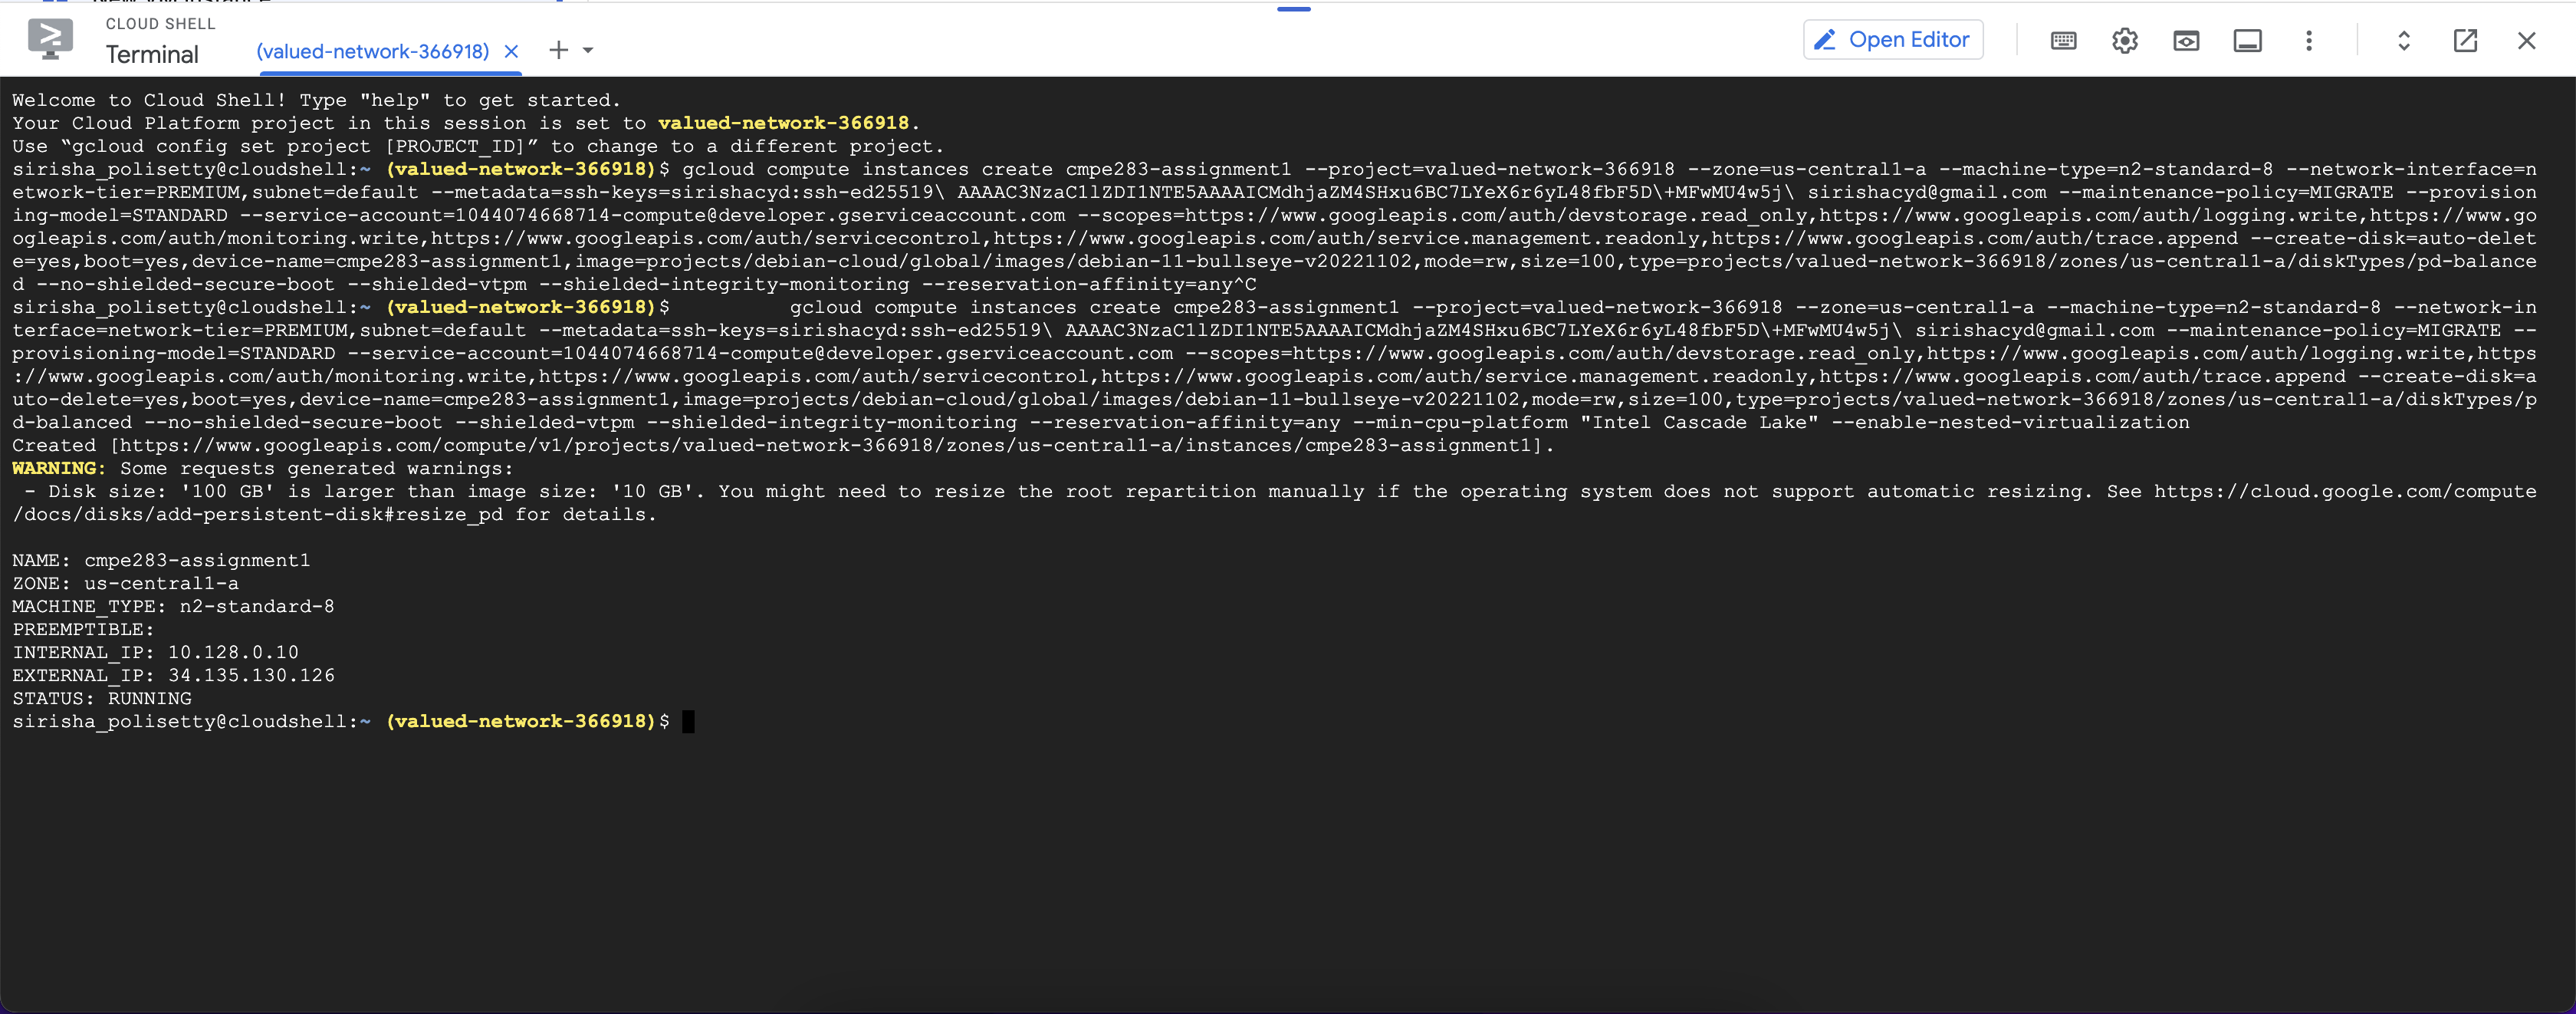 CLOUD SHELL
Terminal
(valued-network-366918)
Open Editor
Welcome to Cloud Shell! Type "help" to get started.
Your Cloud Platform project in this session is set to valued-network-366918.
Use “gcloud config set project [PROJECT_ID]” to change to a different project.
sirisha_polisetty@cloudshell:~ (valued-network-366918)$ gcloud compute instances create cmpe283-assignment1 --project=valued-network-366918 --zone=us-central1-a --machine-type=n2-standard-8 --network-interface=n
etwork-tier=PREMIUM,subnet=default --metadata=ssh-keys=sirishacyd:ssh-ed25519\ AAAAC3NzaC1lZDI1NTE5AAAAICMdhjaZM4SHxu6BC7LYeX6r6yL48fbF5D\+MFwMU4w5j\ sirishacyd@gmail.com --maintenance-policy=MIGRATE --provision
ing-model=STANDARD --service-account=1044074668714-compute@developer.gserviceaccount.com --scopes=https://www.googleapis.com/auth/devstorage.read_only,https://www.googleapis.com/auth/logging.write,https://www.go
ogleapis.com/auth/monitoring.write,https://www.googleapis.com/auth/servicecontrol,https://www.googleapis.com/auth/service.management.readonly,https://www.googleapis.com/auth/trace.append --create-disk=auto-delet
e=yes,boot=yes,device-name=cmpe283-assignment1,image=projects/debian-cloud/global/images/debian-11-bullseye-v20221102,mode=rw,size=100,type=projects/valued-network-366918/zones/us-central1-a/diskTypes/pd-balance
d --no-shielded-secure-boot --shielded-vtpm --shielded-integrity-monitoring --reservation-affinity=any^C
sirisha_polisetty@cloudshell:~ (valued-network-366918)$          gcloud compute instances create cmpe283-assignment1 --project=valued-network-366918 --zone=us-central1-a --machine-type=n2-standard-8 --network-in
terface=network-tier=PREMIUM,subnet=default --metadata=ssh-keys=sirishacyd:ssh-ed25519\ AAAAC3NzaC1lZDI1NTE5AAAAICMdhjaZM4SHxu6BC7LYeX6r6yL48fbF5D\+MFwMU4w5j\ sirishacyd@gmail.com --maintenance-policy=MIGRATE --
provisioning-model=STANDARD --service-account=1044074668714-compute@developer.gserviceaccount.com --scopes=https://www.googleapis.com/auth/devstorage.read_only,https://www.googleapis.com/auth/logging.write,https
://www.googleapis.com/auth/monitoring.write,https://www.googleapis.com/auth/servicecontrol,https://www.googleapis.com/auth/service.management.readonly,https://www.googleapis.com/auth/trace.append --create-disk=a
uto-delete=yes,boot=yes,device-name=cmpe283-assignment1,image=projects/debian-cloud/global/images/debian-11-bullseye-v20221102,mode=rw,size=100,type=projects/valued-network-366918/zones/us-central1-a/diskTypes/p
d-balanced --no-shielded-secure-boot --shielded-vtpm --shielded-integrity-monitoring --reservation-affinity=any --min-cpu-platform "Intel Cascade Lake" --enable-nested-virtualization
Created [https://www.googleapis.com/compute/v1/projects/valued-network-366918/zones/us-central1-a/instances/cmpe283-assignment1].
WARNING: Some requests generated warnings:
 - Disk size: '100 GB' is larger than image size: '10 GB'. You might need to resize the root repartition manually if the operating system does not support automatic resizing. See https://cloud.google.com/compute
/docs/disks/add-persistent-disk#resize_pd for details.
NAME: cmpe283-assignment1
ZONE: us-central1-a
MACHINE_TYPE: n2-standard-8
PREEMPTIBLE:
INTERNAL_IP: 10.128.0.10
EXTERNAL_IP: 34.135.130.126
STATUS: RUNNING
sirisha_polisetty@cloudshell:~ (valued-network-366918)$